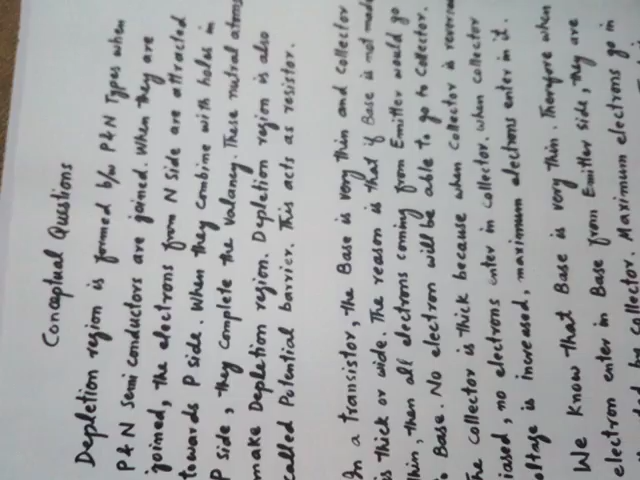 Conceptual Questions
Depletion region is formed b/w P&N Types when
P&N semi conductors are joined. When they are
joined, the electrons from N side are attracted
towards P side. When they combine with holes in
P side, they complete the valancy. These nutral atoms
make Depletion region. Depletion region is also
called Potential barrier. This acts as resistor.
In a transistor, the Base is very thin and collector
is thick or wide. The reason is that if Base is not made
thin, then all electrons coming from Emitter would go
Base. No electron will be able to go to collector.
The collector is thick because when collector is revers
iased, no electrons enter in collector. when collector
oltage is increased, maximum electrons enter in it.
We know that Base is very thin. Therefore when
electron enter in Base from Emitter side, they are
by collector. Maximum electrons go in